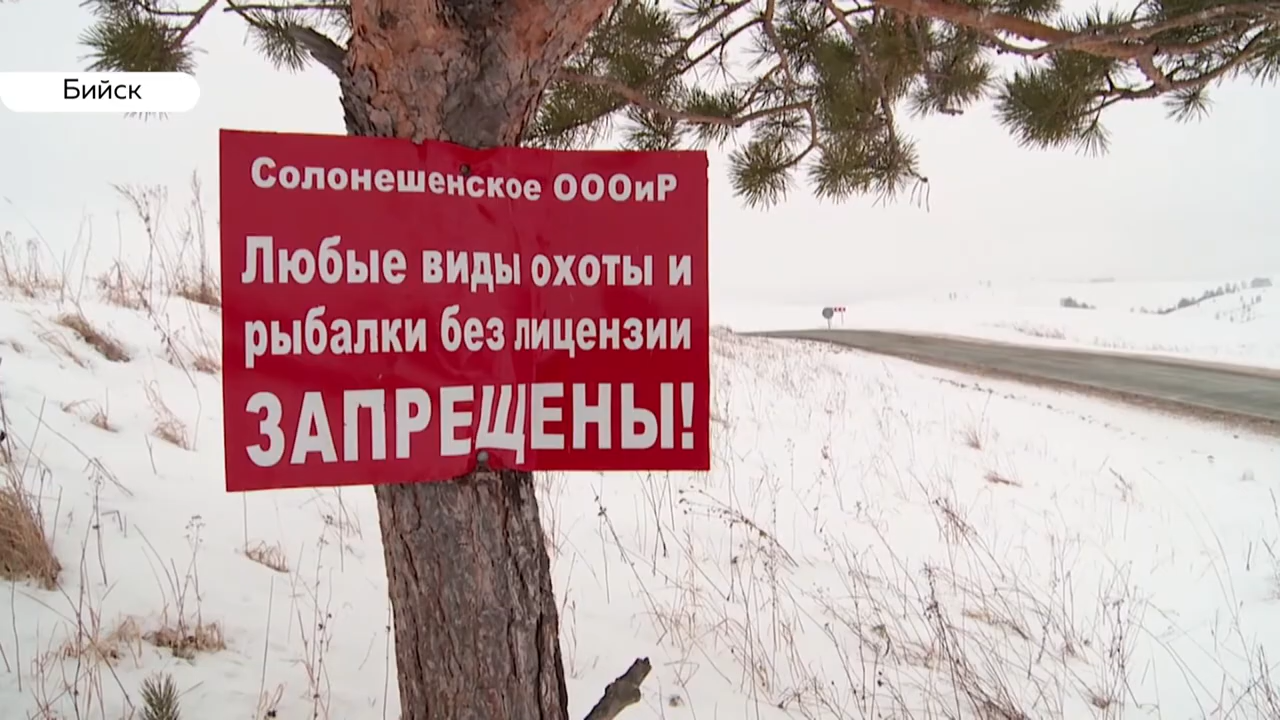 Бийск
Солонешенское ОООиР
Любые виды охоты и
рыбалки без лицензии
ЗАПРЕЩЕНЫ!